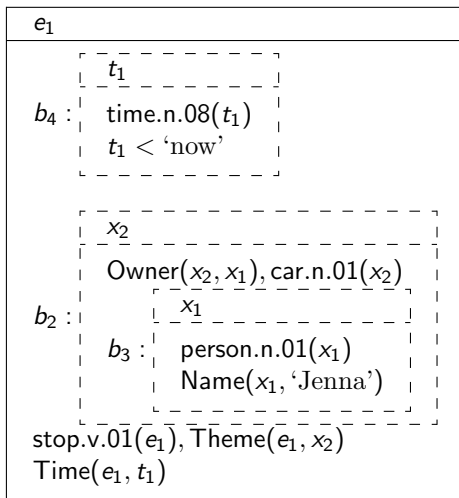 e₁
t₁
b₄ : time.n.08(t₁)
t₁ < ‘now’
x₂
Owner(x₂, x₁), car.n.01(x₂)
b₂ :
x₁
b₃ : person.n.01(x₁)
Name(x₁, ‘Jenna’)
stop.v.01(e₁), Theme(e₁, x₂)
Time(e₁, t₁)